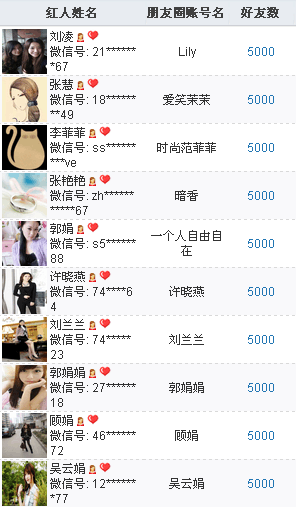 红人姓名 朋友圈账号名 好友数
刘凌
微信号: 21******
*67
Lily 5000
张慧
微信号: 18******
**49
爱笑茉茉 5000
李菲菲
微信号: ss******
***ve
时尚范菲菲 5000
张艳艳
微信号: zh******
*****67
暗香 5000
郭娟
微信号: s5******
88
一个人自由自
在
5000
许晓燕
微信号: 74****6
4
许晓燕 5000
刘兰兰
微信号: 74*****
23
刘兰兰 5000
郭娟娟
微信号: 27******
18
郭娟娟 5000
顾娟
微信号: 46******
72
顾娟 5000
吴云娟
微信号: 12******
*77
吴云娟 5000